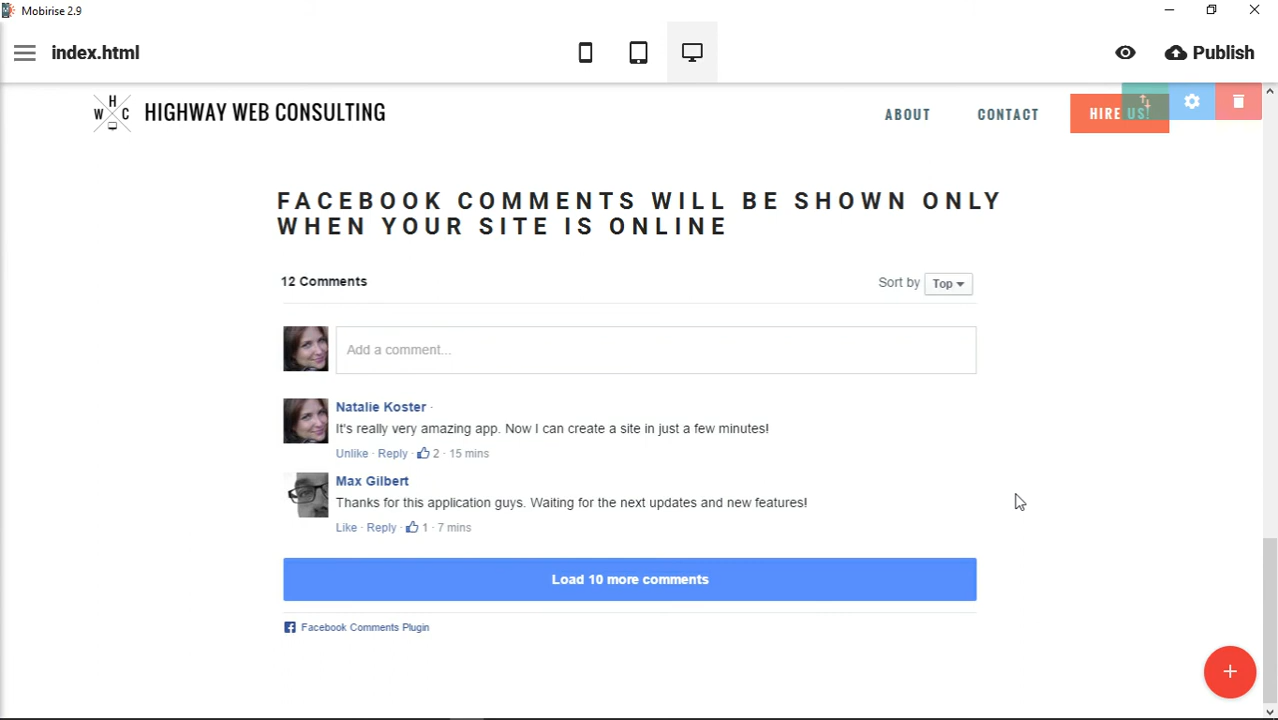 Mobirise 2.9
index.html
Publish
W H C
HIGHWAY WEB CONSULTING
ABOUT
CONTACT
HIRE US!
FACEBOOK COMMENTS WILL BE SHOWN ONLY
WHEN YOUR SITE IS ONLINE
12 Comments
Sort by Top
Add a comment...
Natalie Koster ·
It's really very amazing app. Now I can create a site in just a few minutes!
Unlike · Reply · 2 · 15 mins
Max Gilbert
Thanks for this application guys. Waiting for the next updates and new features!
Like · Reply · 1 · 7 mins
Load 10 more comments
Facebook Comments Plugin